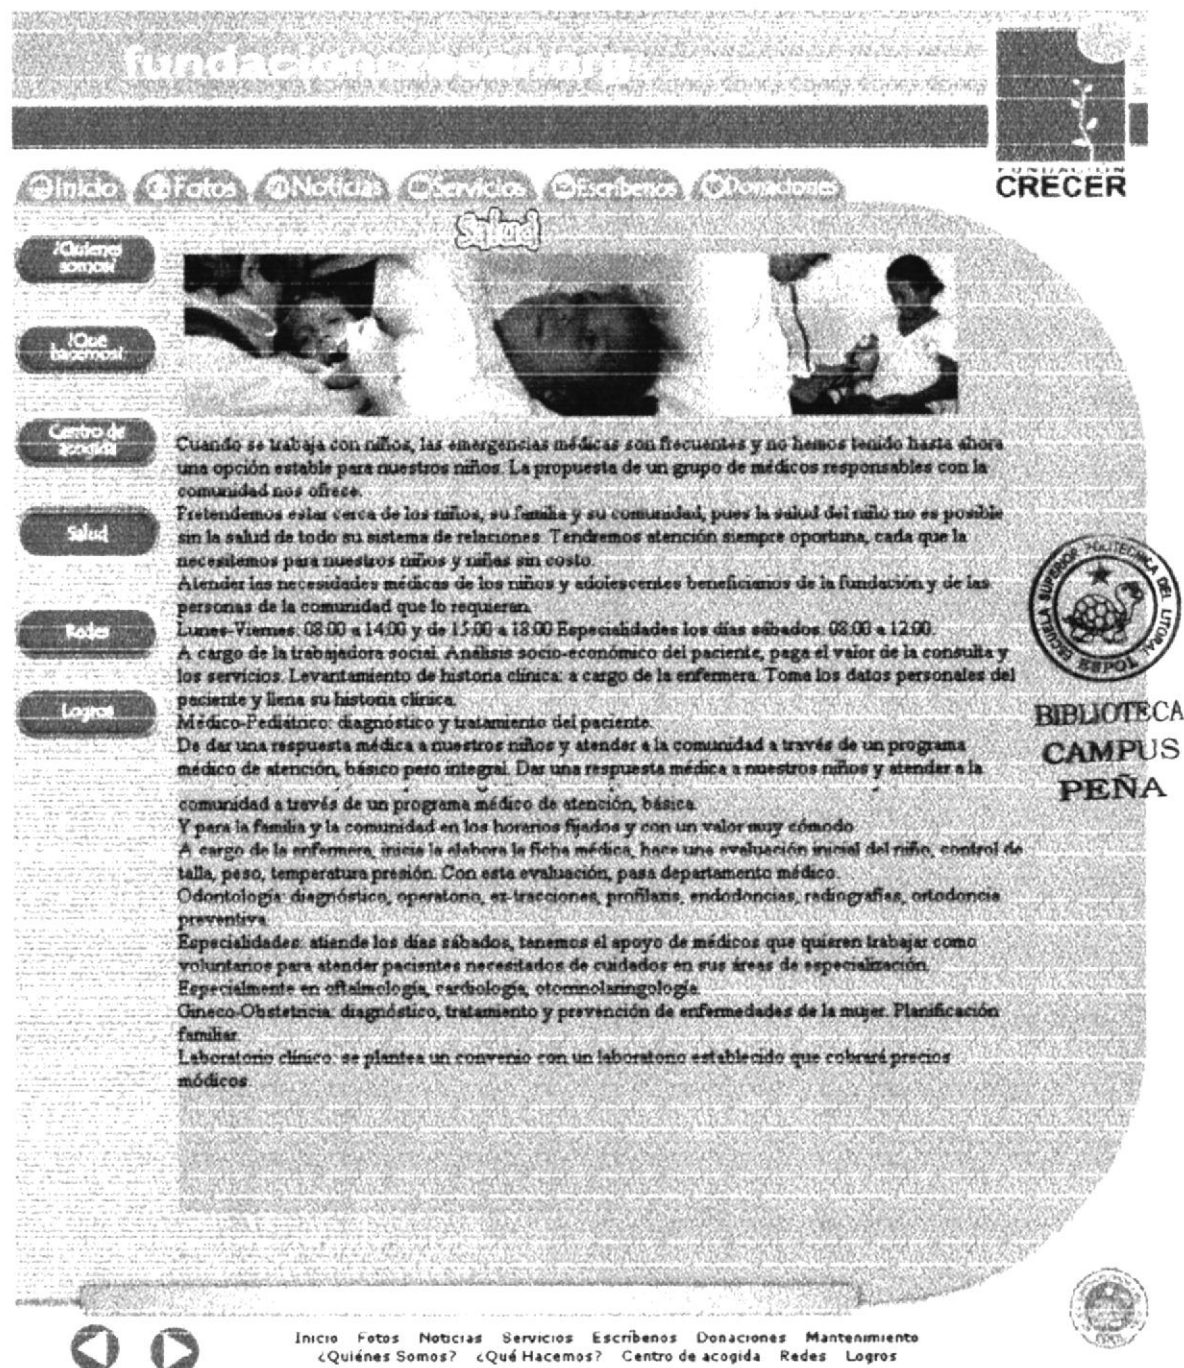 fundacioncrecer.org
FUNDACIÓN
CRECER
Inicio Fotos Noticias Servicios Escríbenos Donaciones
Salud
¿Quienes
somos?
¿Qué
hacemos?
Centro de
acogida
Salud
Redes
Logros
Cuando se trabaja con niños, las emergencias médicas son frecuentes y no hemos tenido hasta ahora
una opción estable para nuestros niños. La propuesta de un grupo de médicos responsables con la
comunidad nos ofrece.
Pretendemos estar cerca de los niños, su familia y su comunidad, pues la salud del niño no es posible
sin la salud de todo su sistema de relaciones. Tendremos atención siempre oportuna, cada que la
necesitemos para nuestros niños y niñas sin costo.
Atender las necesidades médicas de los niños y adolescentes beneficiarios de la fundación y de las
personas de la comunidad que lo requieran.
Lunes-Viernes: 08:00 a 14:00 y de 15:00 a 18:00 Especialidades los días sábados: 08:00 a 12:00.
A cargo de la trabajadora social. Análisis socio-económico del paciente, paga el valor de la consulta y
los servicios. Levantamiento de historia clínica: a cargo de la enfermera. Toma los datos personales del
paciente y llena su historia clínica.
Médico-Pediátrico: diagnóstico y tratamiento del paciente.
De dar una respuesta médica a nuestros niños y atender a la comunidad a través de un programa
médico de atención, básico pero integral. Dar una respuesta médica a nuestros niños y atender a la
comunidad a través de un programa médico de atención, básica.
Y para la familia y la comunidad en los horarios fijados y con un valor muy cómodo
A cargo de la enfermera, inicia la elabora la ficha médica, hace una evaluación inicial del niño, control de
talla, peso, temperatura presión. Con esta evaluación, pasa departamento médico.
Odontología: diagnóstico, operatorio, ex-tracciones, profilaxis, endodoncias, radiografías, ortodoncia
preventiva.
Especialidades: atiende los días sábados, tenemos el apoyo de médicos que quieren trabajar como
voluntarios para atender pacientes necesitados de cuidados en sus áreas de especialización.
Especialmente en oftalmología, cardiología, otorrinolaringología.
Gineco-Obstetricia: diagnóstico, tratamiento y prevención de enfermedades de la mujer. Planificación
familiar.
Laboratorio clínico: se plantea un convenio con un laboratorio establecido que cobrará precios
módicos.
ESCUELA SUPERIOR POLITECNICA DEL LITORAL
ESPOL
BIBLIOTECA
CAMPUS
PEÑA
Inicio Fotos Noticias Servicios Escríbenos Donaciones Mantenimiento
¿Quiénes Somos? ¿Qué Hacemos? Centro de acogida Redes Logros